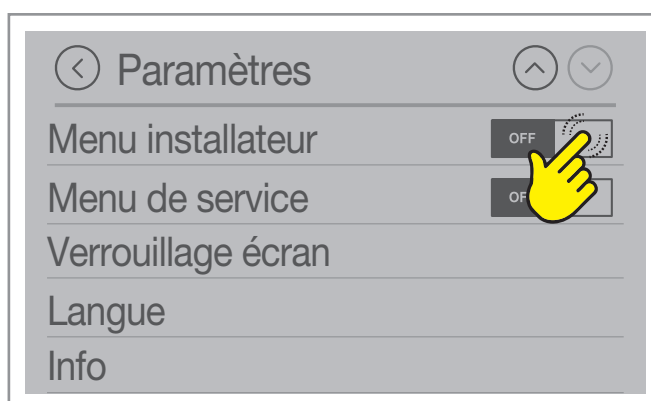 Paramètres
Menu installateur OFF
Menu de service
Verrouillage écran
Langue
Info